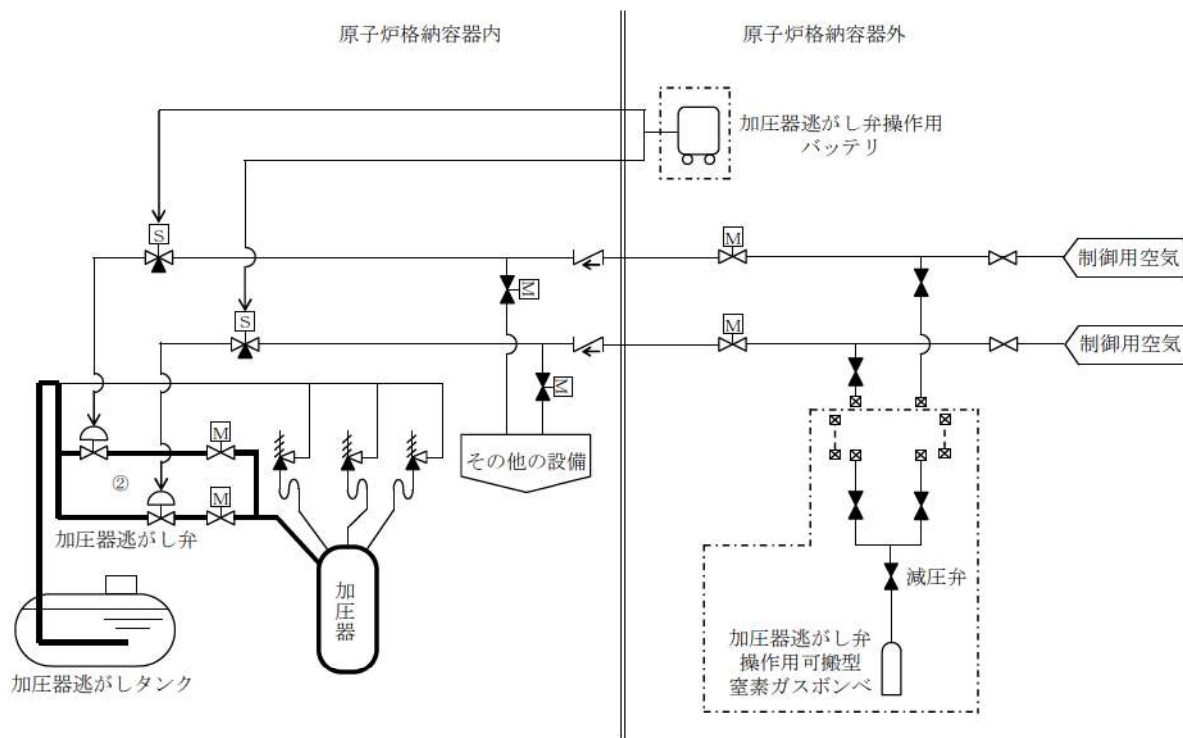 原子炉格納容器内
原子炉格納容器外
加圧器逃がし弁操作用
バッテリ
S
M
制御用空気
M
S
M
制御用空気
M
M
その他の設備
②
M
加圧器逃がし弁
減圧弁
加圧器
加圧器逃がし弁
操作用可搬型
窒素ガスボンベ
加圧器逃がしタンク